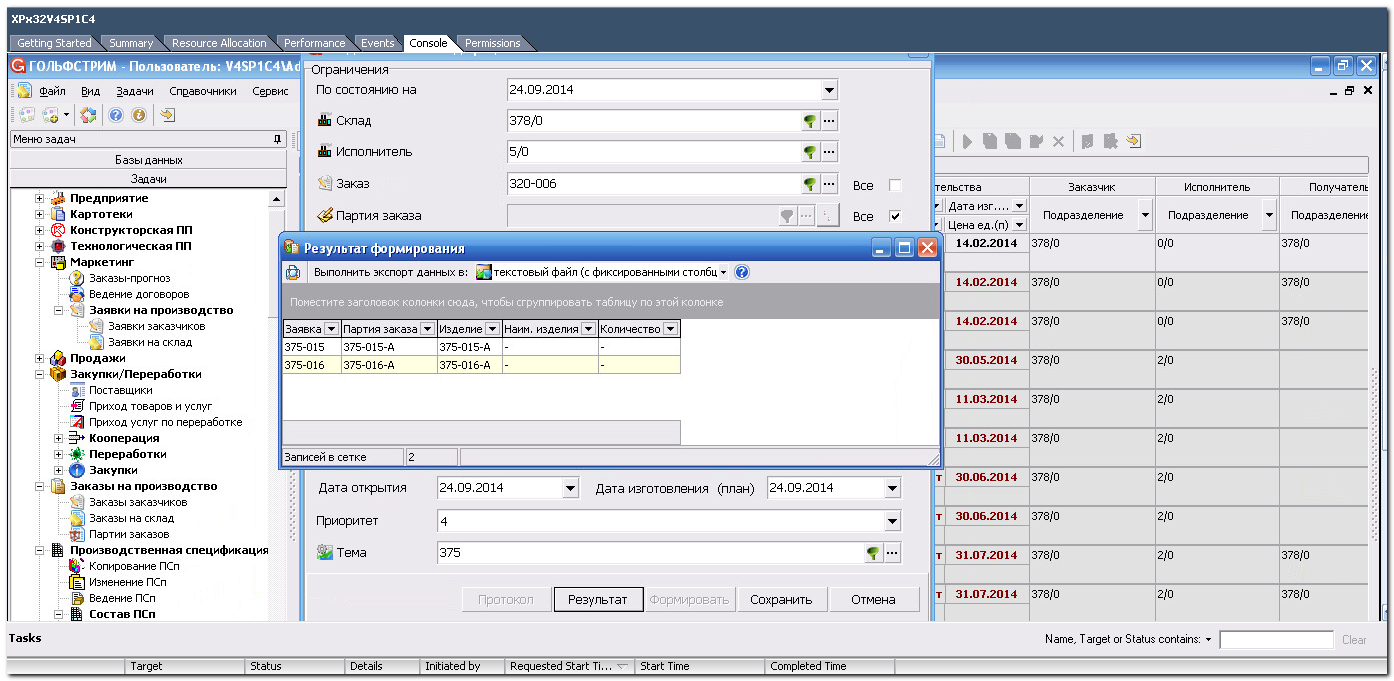 XPx32V4SP1C4
Getting Started Summary Resource Allocation Performance Events Console Permissions
ГОЛЬФСТРИМ - Пользователь: V4SP1C4\Ad
Файл Вид Задачи Справочники Сервис
Меню задач
Базы данных
Задачи
Предприятие
Картотеки
Конструкторская ПП
Технологическая ПП
Маркетинг
Заказы-прогноз
Ведение договоров
Заявки на производство
Заявки заказчиков
Заявки на склад
Продажи
Закупки/Переработки
Поставщики
Приход товаров и услуг
Приход услуг по переработке
Кооперация
Переработки
Закупки
Заказы на производство
Заказы заказчиков
Заказы на склад
Партии заказов
Производственная спецификация
Копирование ПСп
Изменение ПСп
Ведение ПСп
Состав ПСп
Ограничения
По состоянию на 24.09.2014
Склад 378/0
Исполнитель 5/0
Заказ 320-006 Все
Партия заказа Все
Результат формирования
Выполнить экспорт данных в: текстовый файл (с фиксированными столбц
Поместите заголовок колонки сюда, чтобы сгруппировать таблицу по этой колонке
Заявка Партия заказа Изделие Наим. изделия Количество
375-015 375-015-А 375-015-А - -
375-016 375-016-А 375-016-А - -
Записей в сетке 2
Дата открытия 24.09.2014 Дата изготовления (план) 24.09.2014
Приоритет 4
Тема 375
Протокол Результат Формировать Сохранить Отмена
тельства Заказчик Исполнитель Получатель
Дата изг.... Подразделение Подразделение Подразделение
Цена ед.(п)
14.02.2014 378/0 0/0 378/0
14.02.2014 378/0 0/0 378/0
14.02.2014 378/0 0/0 378/0
30.05.2014 378/0 2/0
11.03.2014 378/0 2/0
11.03.2014 378/0 2/0
т 30.06.2014 378/0 2/0
т 30.06.2014 378/0 2/0
т 31.07.2014 378/0 2/0 378/0
т 31.07.2014 378/0 2/0 378/0
Tasks Name, Target or Status contains: Clear
Target Status Details Initiated by Requested Start Ti... Start Time Completed Time